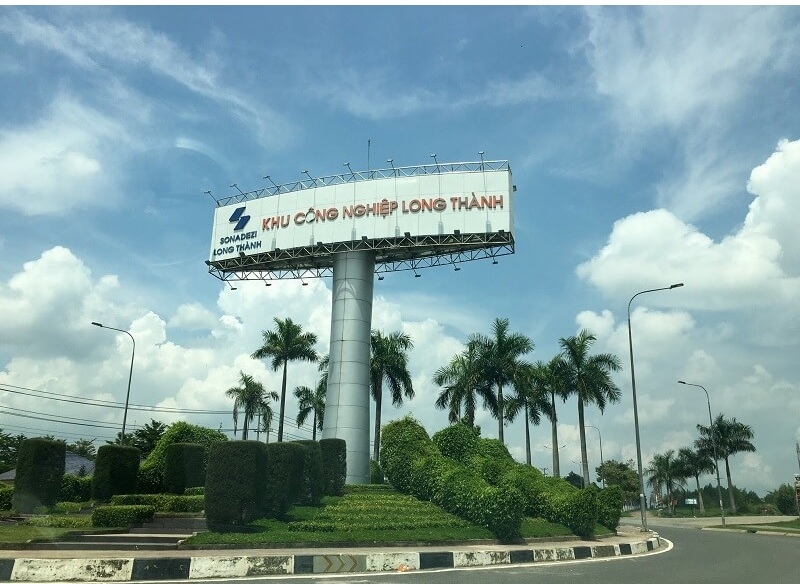 KHU CÔNG NGHIỆP LONG THÀNH
SONADEZI
LONG THÀNH